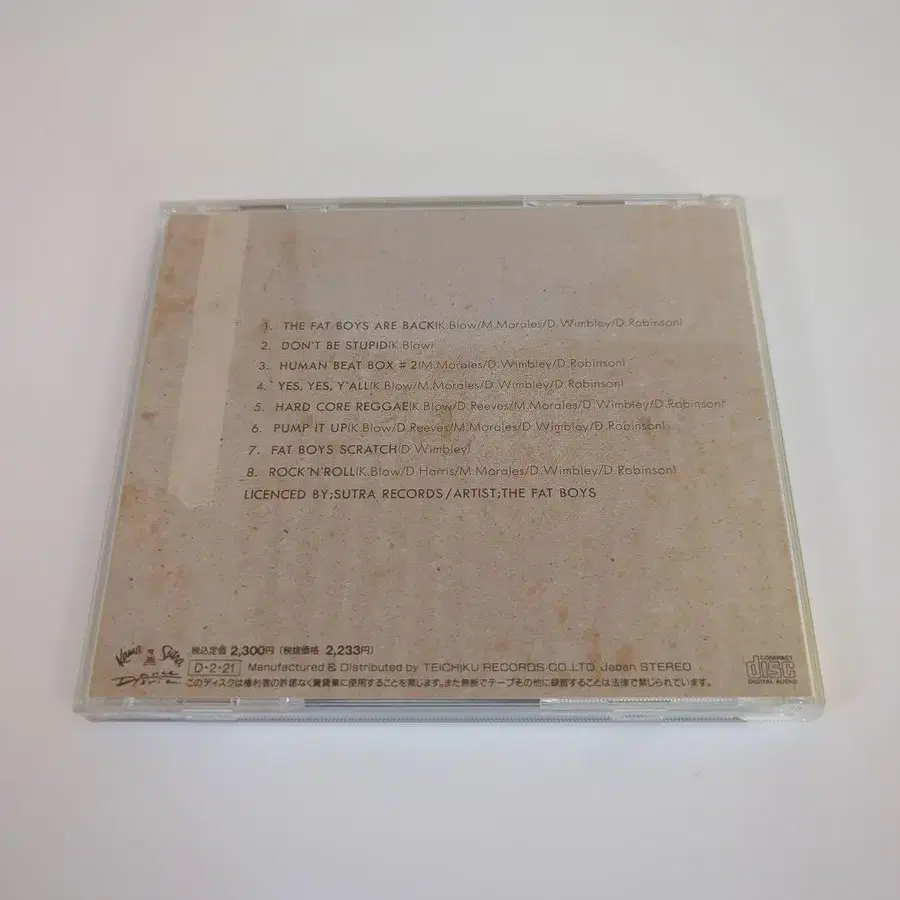 1. THE FAT BOYS ARE BACK(K.Blow/M.Morales/D.Wimbley/D.Robinson)
2. DON'T BE STUPID(K.Blow)
3. HUMAN BEAT BOX #2(M.Morales/D.Wimbley/D.Robinson)
4. YES, YES, Y'ALL(K.Blow/M.Morales/D.Wimbley/D.Robinson)
5. HARD CORE REGGAE(K.Blow/D.Reeves/M.Morales/D.Wimbley/D.Robinson)
6. PUMP IT UP(K.Blow/D.Reeves/M.Morales/D.Wimbley/D.Robinson)
7. FAT BOYS SCRATCH(D.Wimbley)
8. ROCK'N'ROLL(K.Blow/D.Harris/M.Morales/D.Wimbley/D.Robinson)
LICENCED BY;SUTRA RECORDS/ARTIST;THE FAT BOYS
Kama Sutra
税込定価 2,300円 (税抜価格 2,233円)
D・2・21 Manufactured & Distributed by TEICHIKU RECORDS CO.,LTD. Japan STEREO
このディスクは権利者の許諾なく賃貸業に使用することを禁じます。また無断でテープその他に録音することは法律で禁じられています。
COMPACT
disc
DIGITAL AUDIO